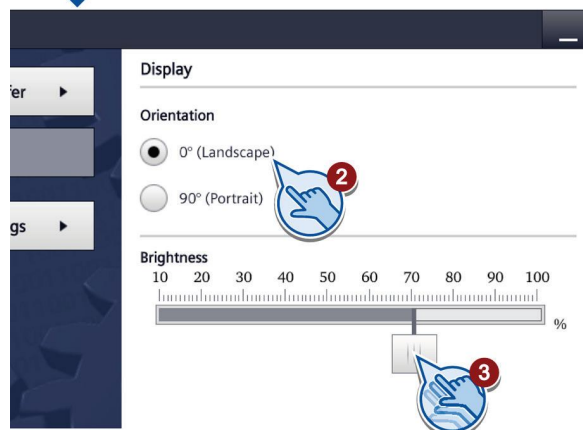 Display
er ▶
Orientation
0° (Landscape)
2
90° (Portrait)
gs ▶
Brightness
10 20 30 40 50 60 70 80 90 100
%
3